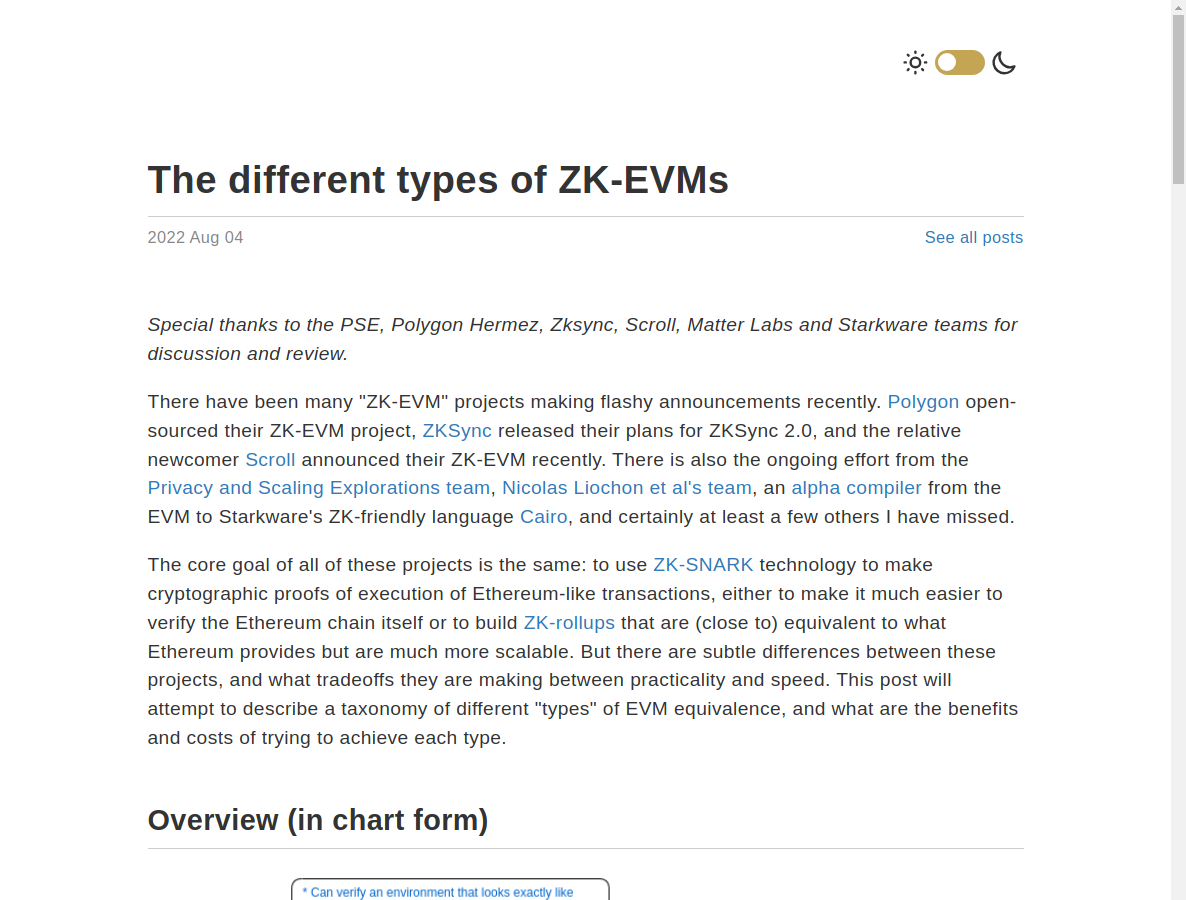 The different types of ZK-EVMs
2022 Aug 04
See all posts
Special thanks to the PSE, Polygon Hermez, Zksync, Scroll, Matter Labs and Starkware teams for
discussion and review.
There have been many "ZK-EVM" projects making flashy announcements recently. Polygon open-
sourced their ZK-EVM project, ZKSync released their plans for ZKSync 2.0, and the relative
newcomer Scroll announced their ZK-EVM recently. There is also the ongoing effort from the
Privacy and Scaling Explorations team, Nicolas Liochon et al's team, an alpha compiler from the
EVM to Starkware's ZK-friendly language Cairo, and certainly at least a few others I have missed.
The core goal of all of these projects is the same: to use ZK-SNARK technology to make
cryptographic proofs of execution of Ethereum-like transactions, either to make it much easier to
verify the Ethereum chain itself or to build ZK-rollups that are (close to) equivalent to what
Ethereum provides but are much more scalable. But there are subtle differences between these
projects, and what tradeoffs they are making between practicality and speed. This post will
attempt to describe a taxonomy of different "types" of EVM equivalence, and what are the benefits
and costs of trying to achieve each type.
Overview (in chart form)
* Can verify an environment that looks exactly like